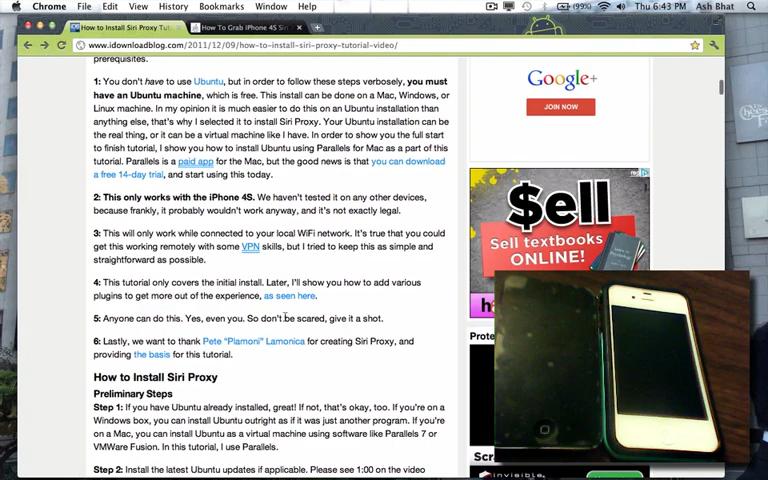 Chrome File Edit View History Bookmarks Window Help
(99%) Thu 6:43 PM Ash Bhat
How to Install Siri Proxy Tut
How To Grab iPhone 4S Siri
www.idownloadblog.com/2011/12/09/how-to-install-siri-proxy-tutorial-video/
prerequisites.
1: You don't have to use Ubuntu, but in order to follow these steps verbosely, you must
have an Ubuntu machine, which is free. This install can be done on a Mac, Windows, or
Linux machine. In my opinion it is much easier to do this on an Ubuntu installation than
anything else, that's why I selected it to install Siri Proxy. Your Ubuntu installation can be
the real thing, or it can be a virtual machine like I have. In order to show you the full start
to finish tutorial, I show you how to install Ubuntu using Parallels for Mac as a part of this
tutorial. Parallels is a paid app for the Mac, but the good news is that you can download
a free 14-day trial, and start using this today.
2: This only works with the iPhone 4S. We haven't tested it on any other devices,
because frankly, it probably wouldn't work anyway, and it's not exactly legal.
3: This will only work while connected to your local WiFi network. It's true that you could
get this working remotely with some VPN skills, but I tried to keep this as simple and
straightforward as possible.
4: This tutorial only covers the initial install. Later, I'll show you how to add various
plugins to get more out of the experience, as seen here.
5: Anyone can do this. Yes, even you. So don't be scared, give it a shot.
6: Lastly, we want to thank Pete "Plamoni" Lamonica for creating Siri Proxy, and
providing the basis for this tutorial.
How to Install Siri Proxy
Preliminary Steps
Step 1: If you have Ubuntu already installed, great! If not, that's okay, too. If you're on a
Windows box, you can install Ubuntu outright as if it was just another program. If you're
on a Mac, you can install Ubuntu as a virtual machine using software like Parallels 7 or
VMWare Fusion. In this tutorial, I use Parallels.
Step 2: Install the latest Ubuntu updates if applicable. Please see 1:00 on the video
Google+
JOIN NOW
$ell
Sell textbooks
ONLINE!
h
Prote
Scra
invisible